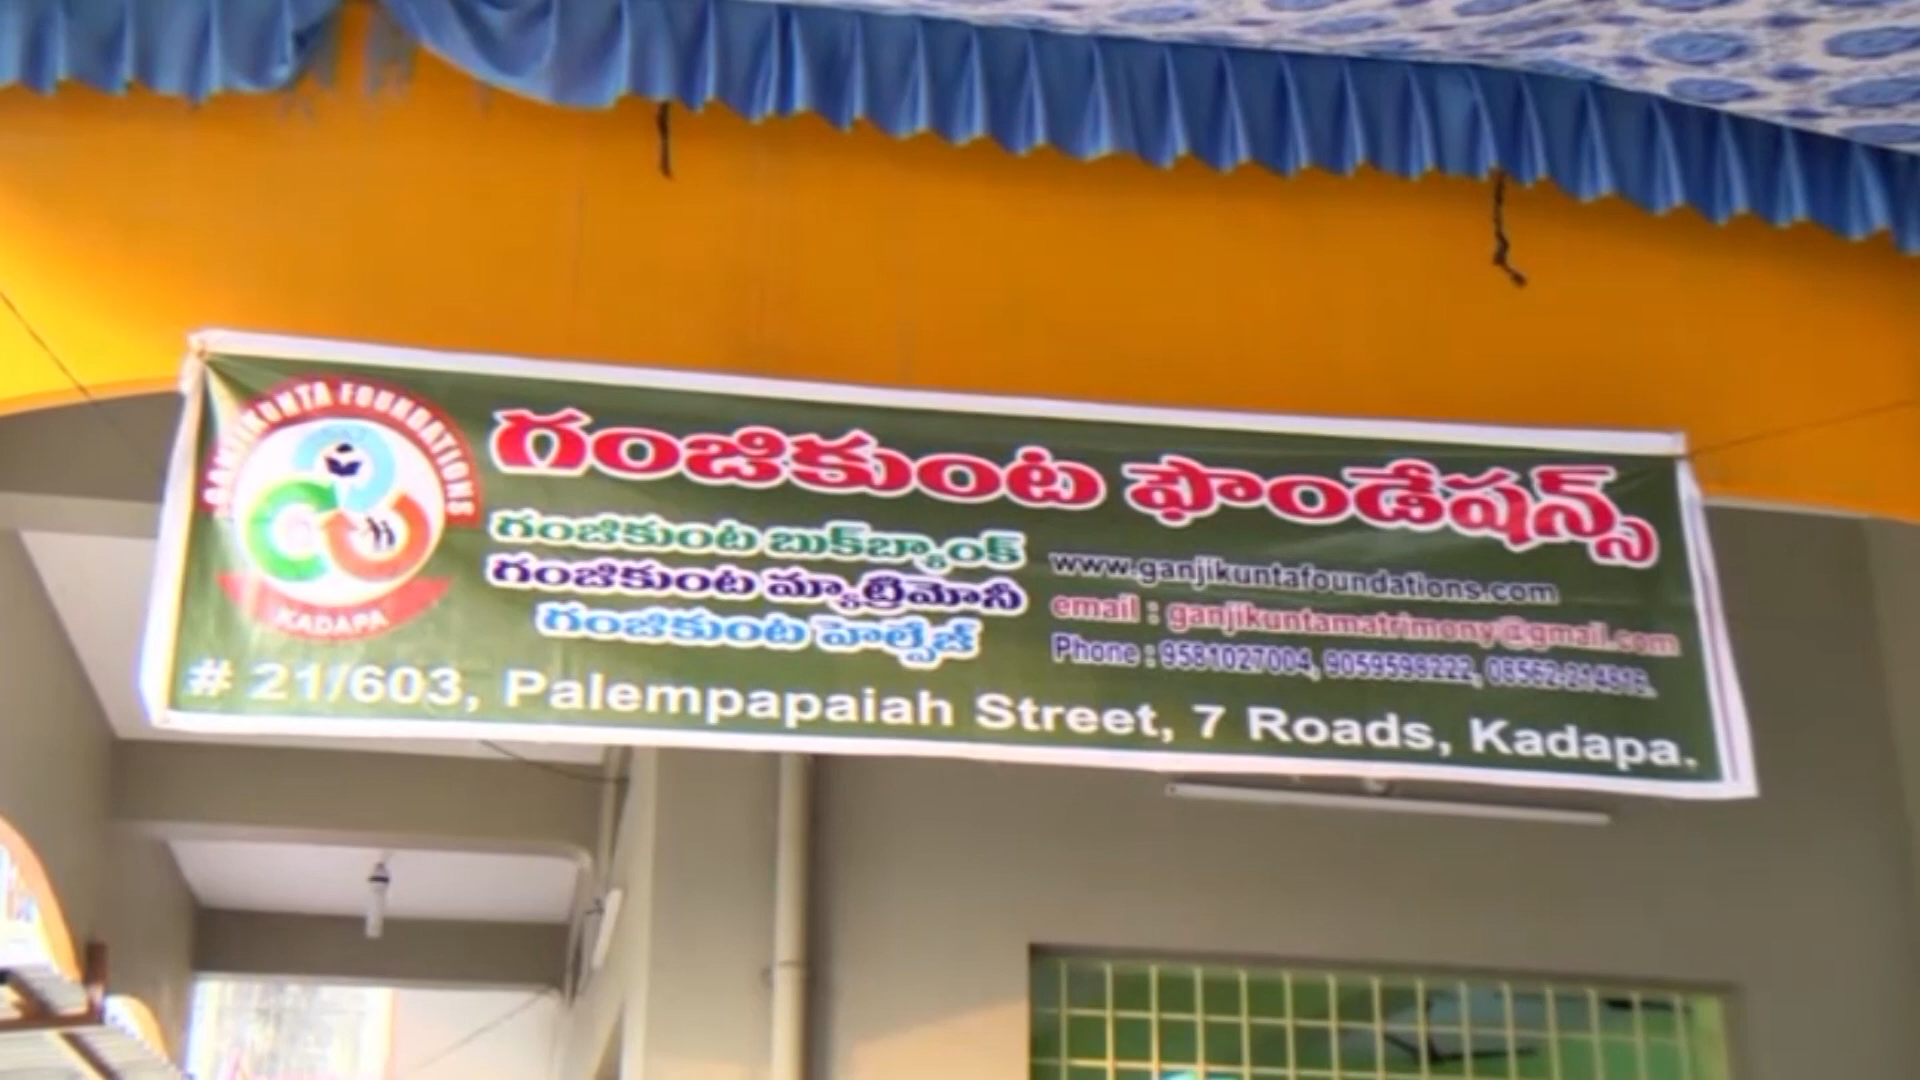 GANJIKUNTA FOUNDATIONS
KADAPA
గంజికుంట ఫౌండేషన్స్
గంజికుంట బుక్‌బ్యాంక్
గంజికుంట మ్యాట్రిమోనీ
గంజికుంట హెల్పేజ్
www.ganjikuntafoundations.com
email : ganjikuntamatrimony@gmail.com
Phone : 9581027004, 9059598222,
# 21/603, Palempapaiah Street, 7 Roads, Kadapa.